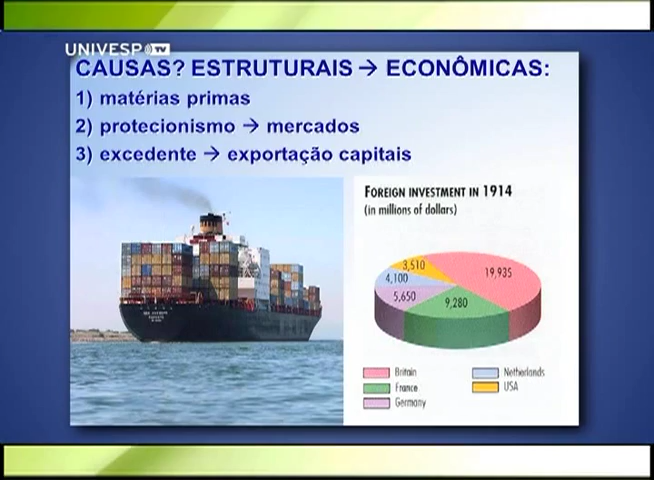 UNIVESP TV
CAUSAS? ESTRUTURAIS → ECONÔMICAS:
1) matérias primas
2) protecionismo → mercados
3) excedente → exportação capitais
FOREIGN INVESTMENT IN 1914
(in millions of dollars)
3,510
19,935
4,100
5,650
9,280
Britain
Netherlands
France
USA
Germany